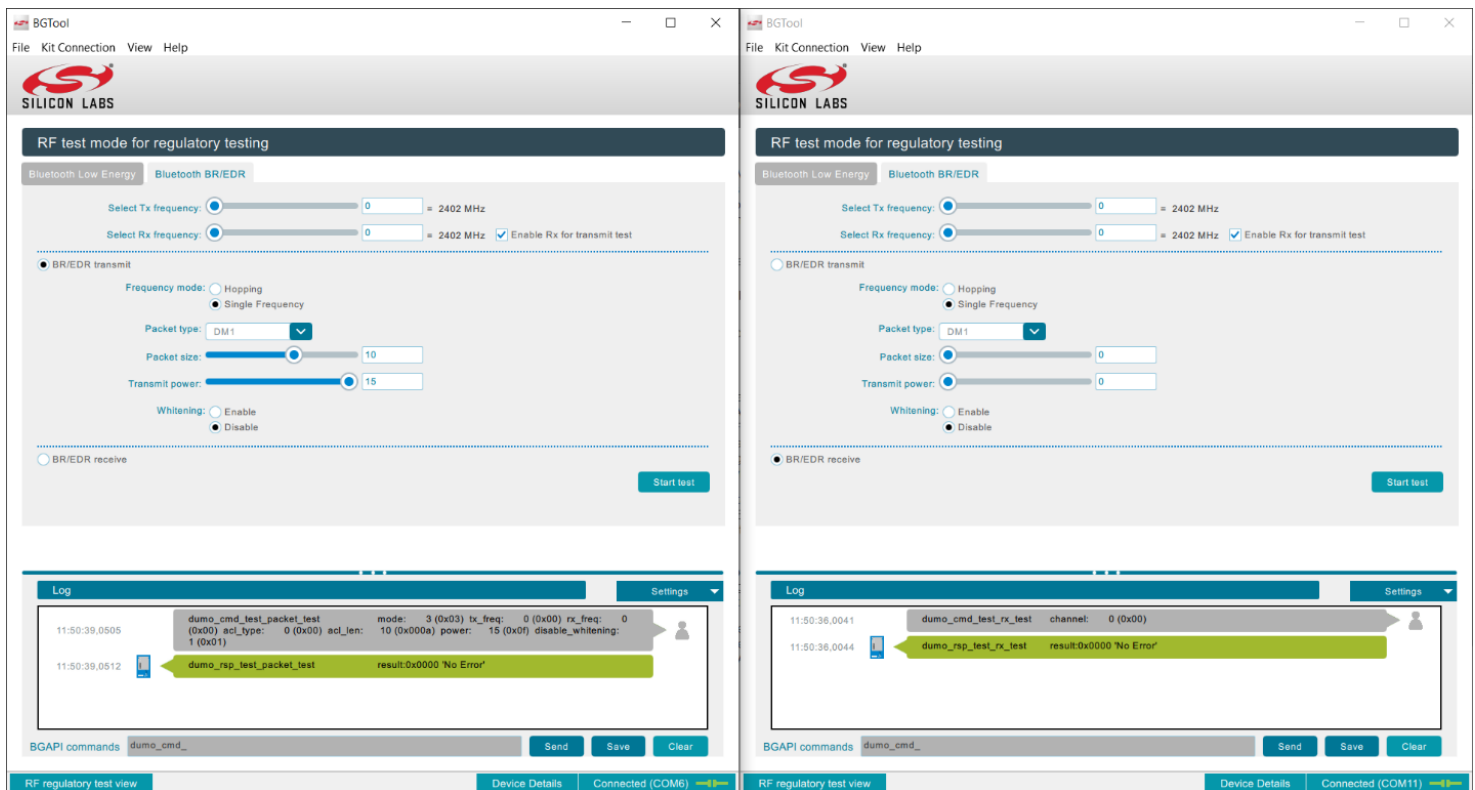 BGTool
File Kit Connection View Help
SILICON LABS
RF test mode for regulatory testing
Bluetooth Low Energy Bluetooth BR/EDR
Select Tx frequency: 0 = 2402 MHz
Select Rx frequency: 0 = 2402 MHz Enable Rx for transmit test
BR/EDR transmit
Frequency mode: Hopping
Single Frequency
Packet type: DM1
Packet size: 10
Transmit power: 15
Whitening: Enable
Disable
BR/EDR receive
Start test
Log Settings
11:50:39,0505
dumo_cmd_test_packet_test mode: 3 (0x03) tx_freq: 0 (0x00) rx_freq: 0
(0x00) acl_type: 0 (0x00) acl_len: 10 (0x000a) power: 15 (0x0f) disable_whitening:
1 (0x01)
11:50:39,0512 dumo_rsp_test_packet_test result:0x0000 'No Error'
BGAPI commands dumo_cmd_ Send Save Clear
RF regulatory test view Device Details Connected (COM6)
BGTool
File Kit Connection View Help
SILICON LABS
RF test mode for regulatory testing
Bluetooth Low Energy Bluetooth BR/EDR
Select Tx frequency: 0 = 2402 MHz
Select Rx frequency: 0 = 2402 MHz Enable Rx for transmit test
BR/EDR transmit
Frequency mode: Hopping
Single Frequency
Packet type: DM1
Packet size: 0
Transmit power: 0
Whitening: Enable
Disable
BR/EDR receive
Start test
Log Settings
11:50:36,0041 dumo_cmd_test_rx_test channel: 0 (0x00)
11:50:36,0044 dumo_rsp_test_rx_test result:0x0000 'No Error'
BGAPI commands dumo_cmd_ Send Save Clear
RF regulatory test view Device Details Connected (COM11)